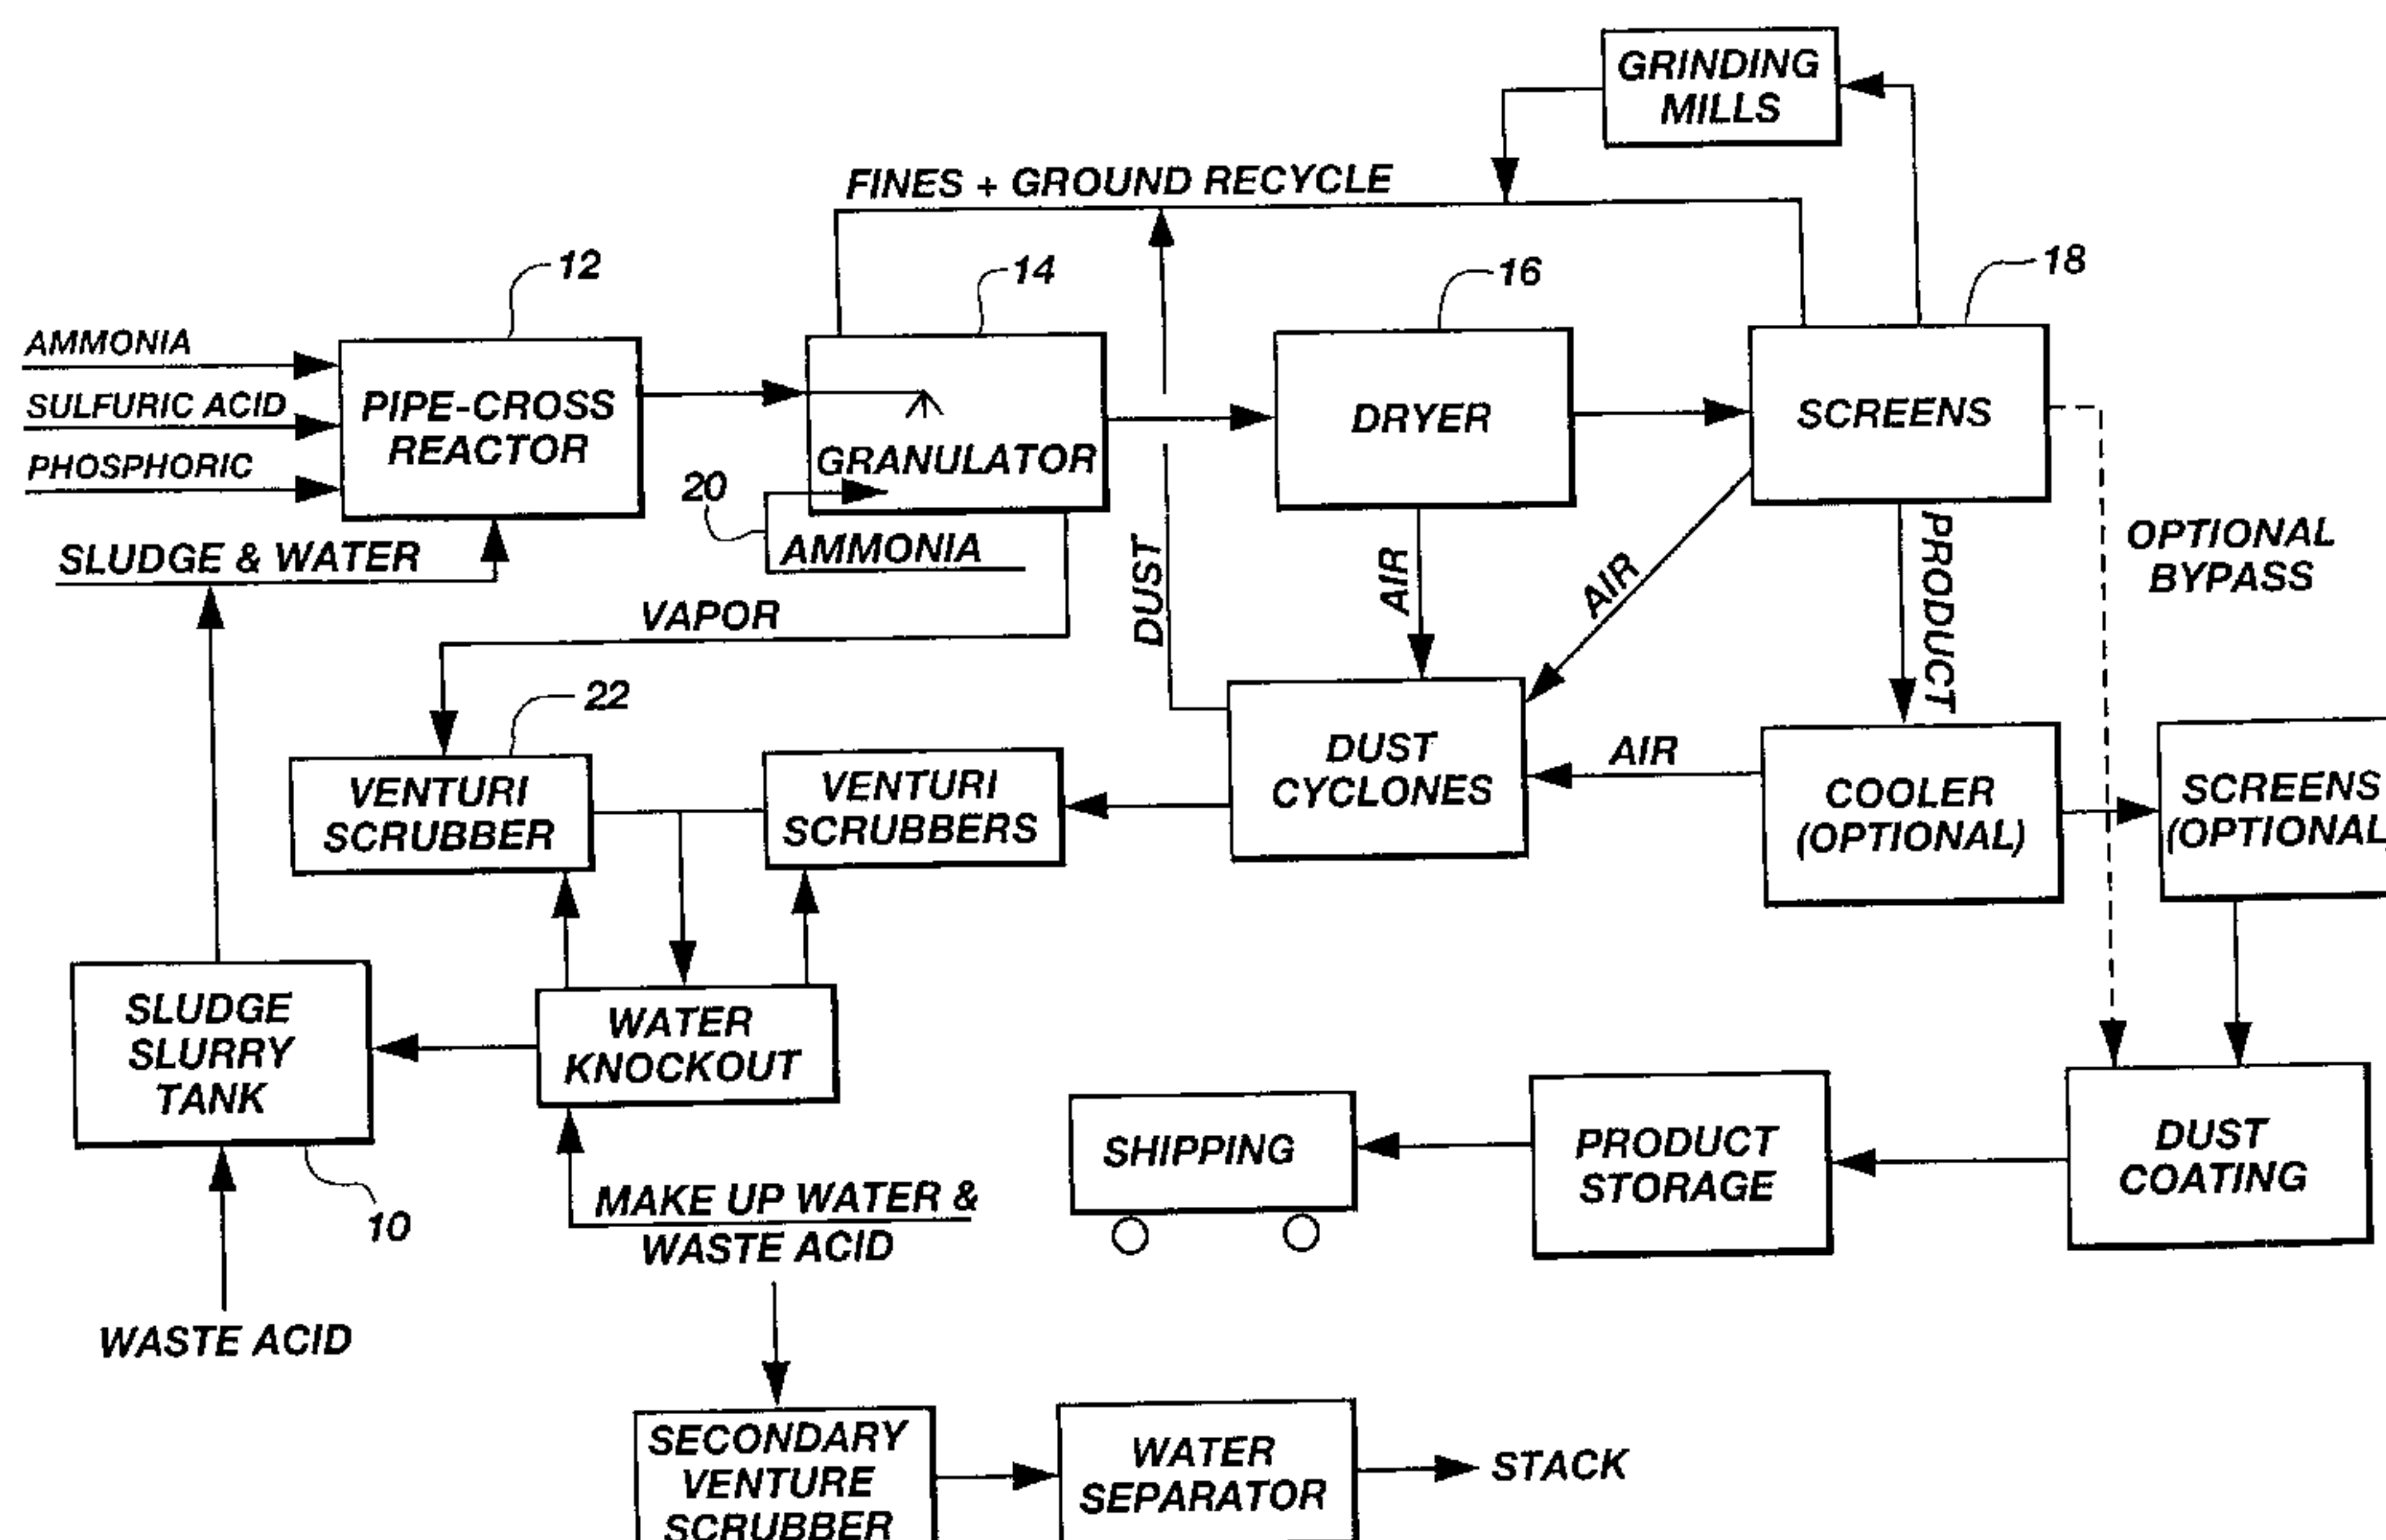 GRINDING
MILLS
FINES + GROUND RECYCLE
12
14
16
18
AMMONIA
SULFURIC ACID
PHOSPHORIC
PIPE-CROSS
REACTOR
GRANULATOR
DRYER
SCREENS
20
AMMONIA
SLUDGE & WATER
VAPOR
DUST
AIR
AIR
PRODUCT
OPTIONAL
BYPASS
22
VENTURI
SCRUBBER
VENTURI
SCRUBBERS
DUST
CYCLONES
AIR
COOLER
(OPTIONAL)
SCREENS
(OPTIONAL
SLUDGE
SLURRY
TANK
WATER
KNOCKOUT
10
MAKE UP WATER &
WASTE ACID
SHIPPING
PRODUCT
STORAGE
DUST
COATING
WASTE ACID
SECONDARY
VENTURE
SCRUBBER
WATER
SEPARATOR
STACK